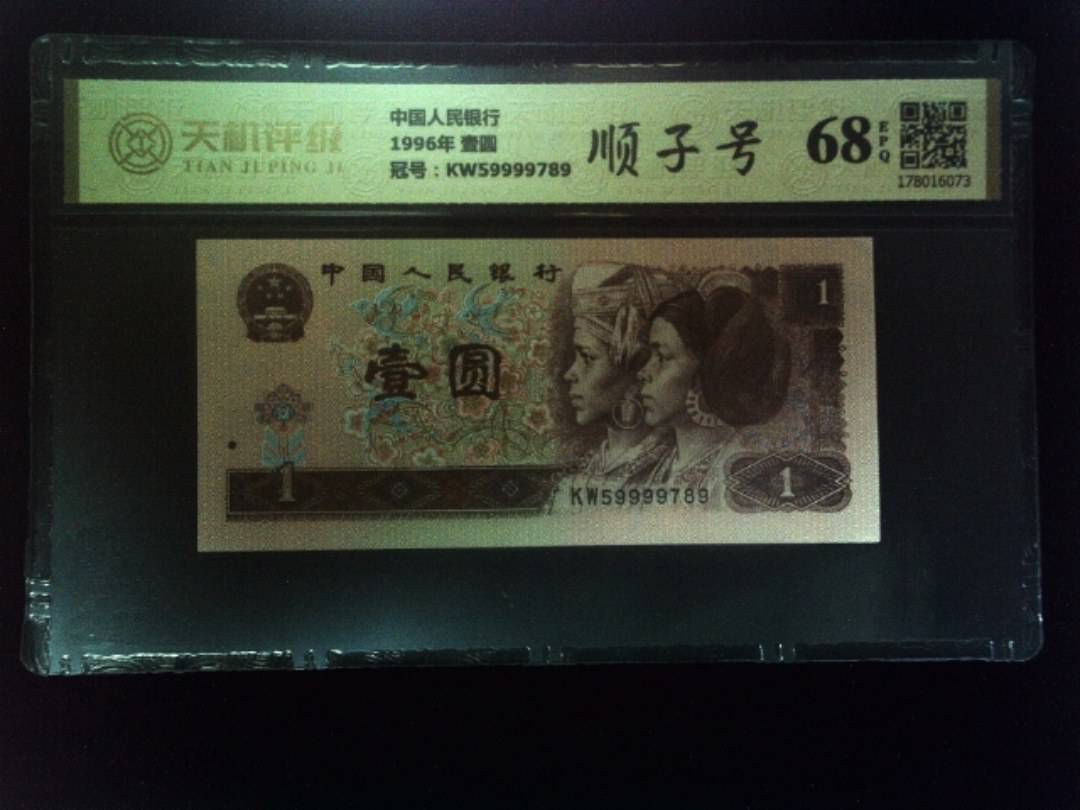 天机评级
TIAN JI PING JI
中国人民银行
1996年 壹圆
冠号：KW59999789
顺子号
68
EPQ
178016073
中国人民银行
1
壹圆
1
KW59999789
1